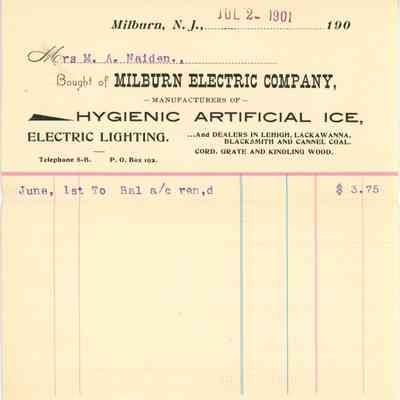 JUL 2- 1901
Milburn, N. J., 190
Mrs M. A. Naiden.,
Bought of MILBURN ELECTRIC COMPANY,
—MANUFACTURERS OF—
HYGIENIC ARTIFICIAL ICE,
ELECTRIC LIGHTING.
...And DEALERS IN LEHIGH, LACKAWANNA,
BLACKSMITH AND CANNEL COAL.
CORD, GRATE AND KINDLING WOOD.
Telephone 8-B. P. O. Box 102.
June, 1st To Bal a/c ren,d $ 3.75